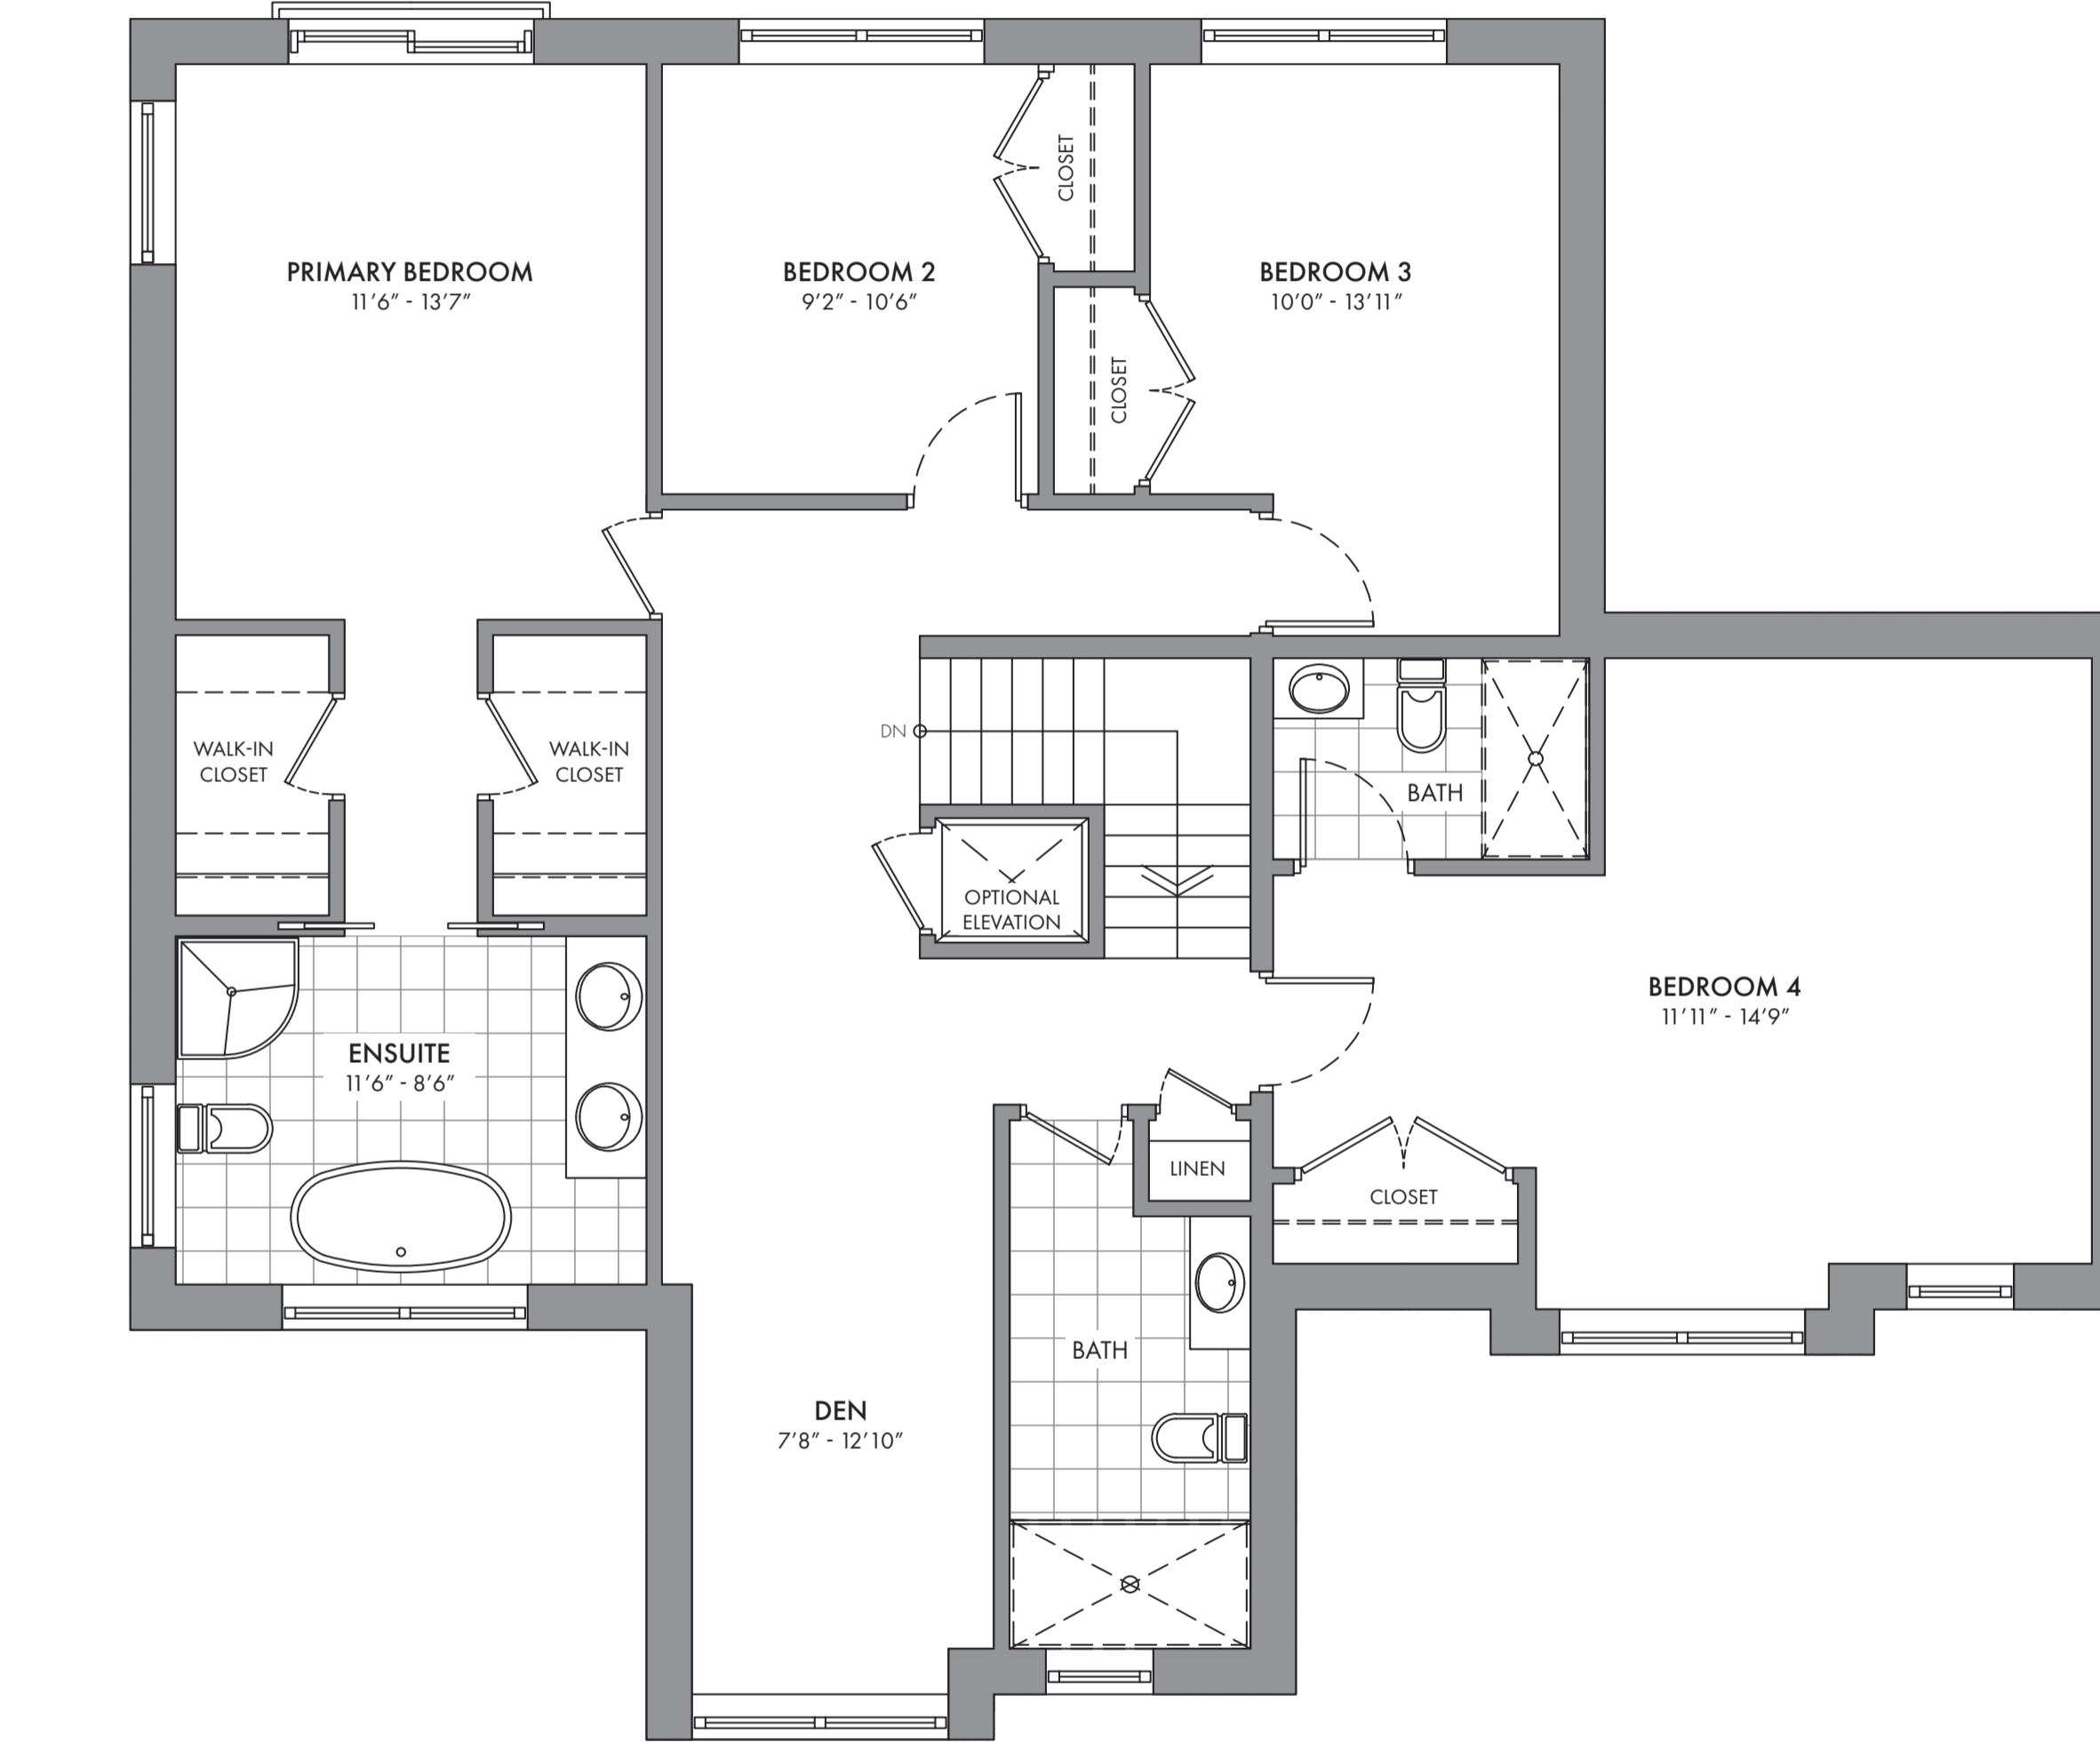 CLOSET
PRIMARY BEDROOM
11'6" - 13'7"
BEDROOM 2
9'2" - 10'6"
BEDROOM 3
10'0" - 13'11"
CLOSET
DN
WALK-IN
CLOSET
WALK-IN
CLOSET
BATH
OPTIONAL
ELEVATION
BEDROOM 4
11'11" - 14'9"
ENSUITE
11'6" - 8'6"
LINEN
CLOSET
BATH
DEN
7'8" - 12'10"